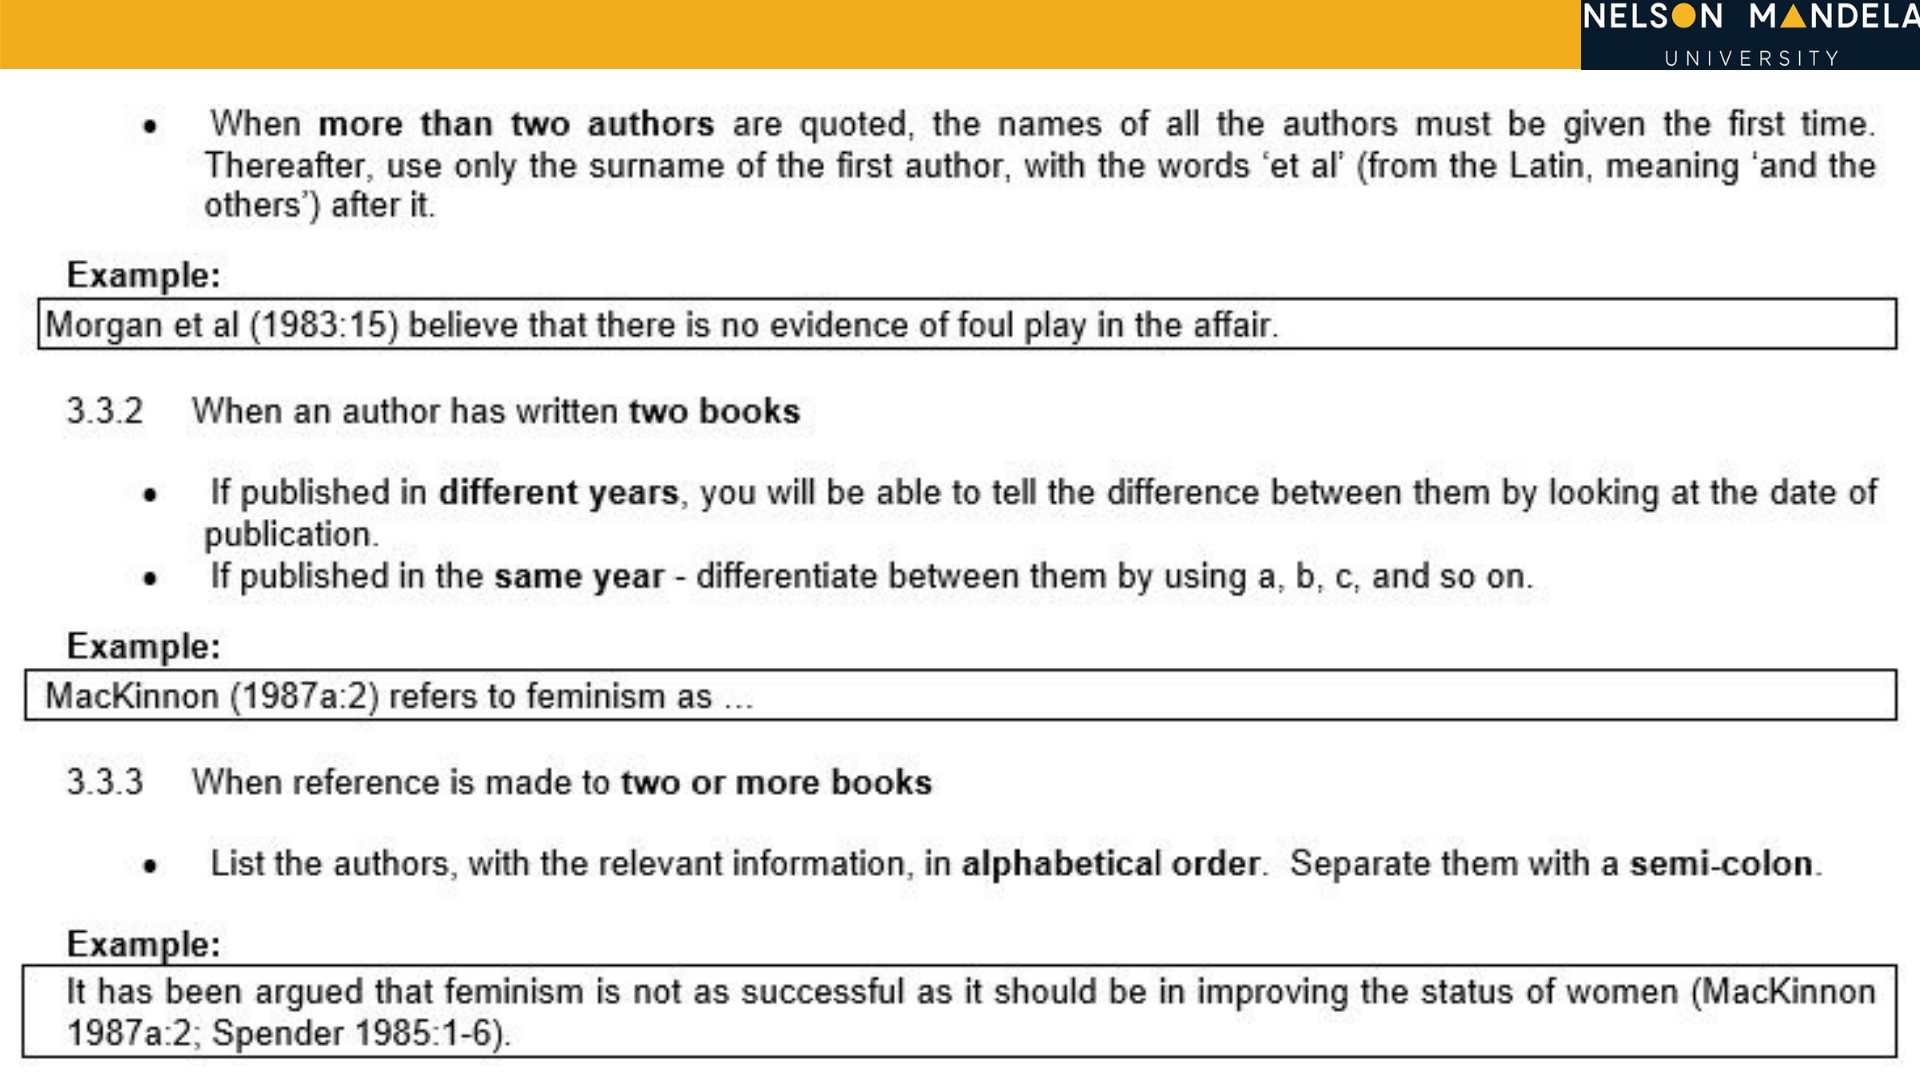 NELSON MANDELA
UNIVERSITY
• When more than two authors are quoted, the names of all the authors must be given the first time.
Thereafter, use only the surname of the first author, with the words ‘et al’ (from the Latin, meaning ‘and the
others’) after it.
Example:
Morgan et al (1983:15) believe that there is no evidence of foul play in the affair.
3.3.2 When an author has written two books
• If published in different years, you will be able to tell the difference between them by looking at the date of
publication.
• If published in the same year - differentiate between them by using a, b, c, and so on.
Example:
MacKinnon (1987a:2) refers to feminism as ...
3.3.3 When reference is made to two or more books
• List the authors, with the relevant information, in alphabetical order. Separate them with a semi-colon.
Example:
It has been argued that feminism is not as successful as it should be in improving the status of women (MacKinnon
1987a:2; Spender 1985:1-6).